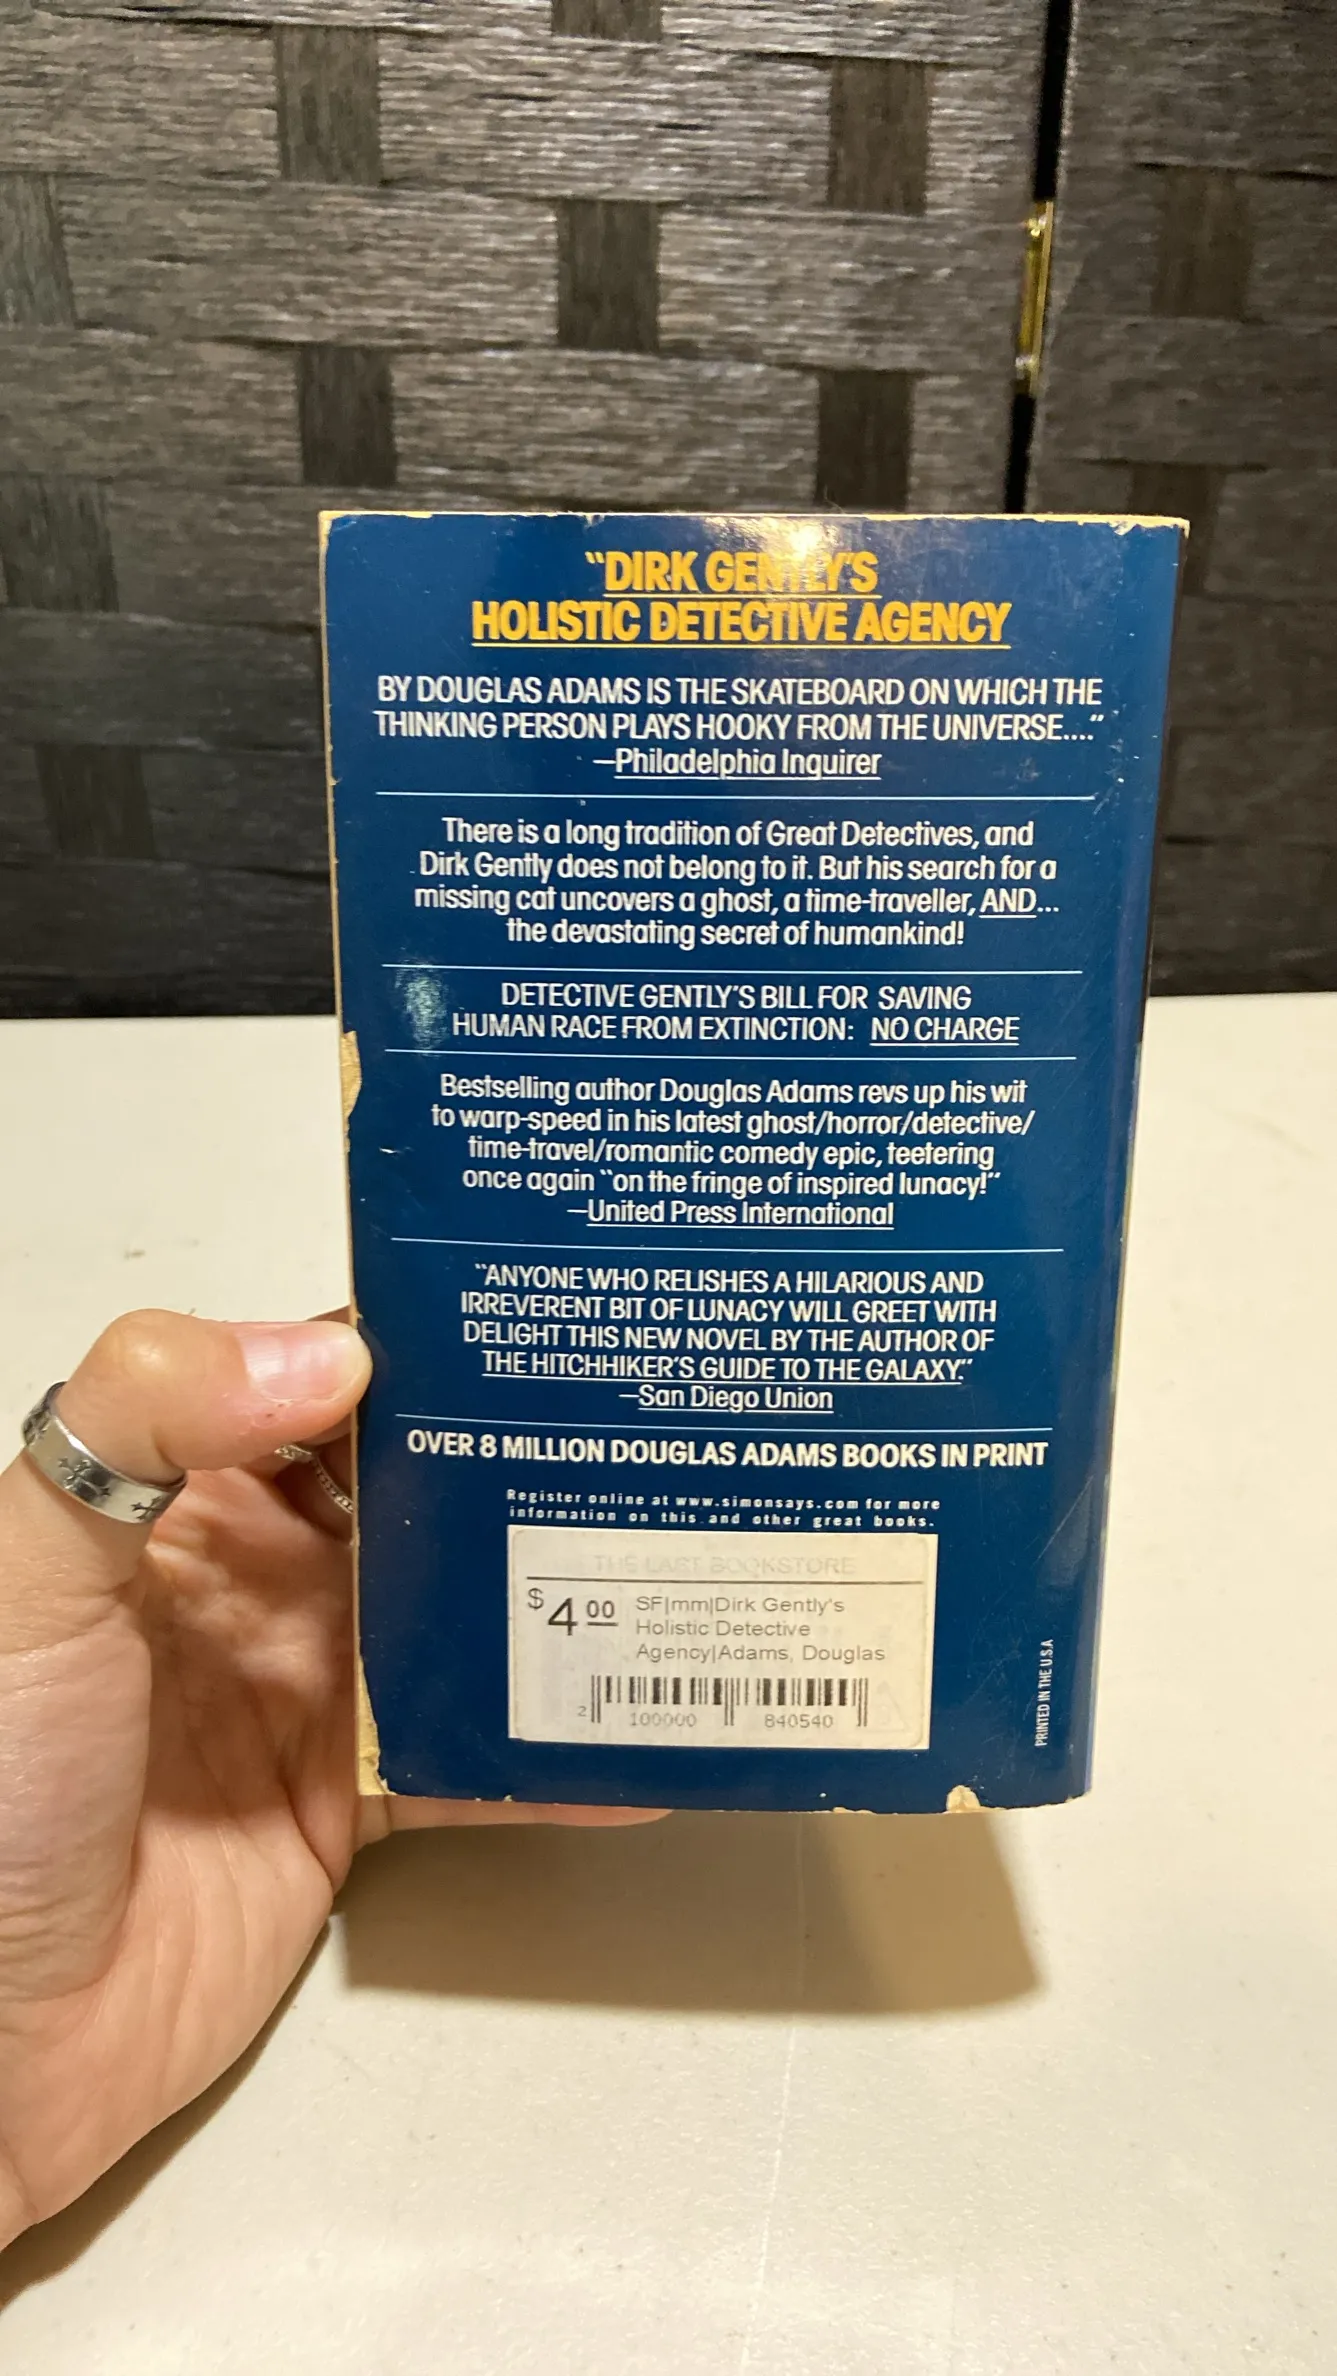 “DIRK GENTLY'S
HOLISTIC DETECTIVE AGENCY
BY DOUGLAS ADAMS IS THE SKATEBOARD ON WHICH THE
THINKING PERSON PLAYS HOOKY FROM THE UNIVERSE....”
—Philadelphia Inquirer
There is a long tradition of Great Detectives, and
Dirk Gently does not belong to it. But his search for a
missing cat uncovers a ghost, a time-traveller, AND...
the devastating secret of humankind!
DETECTIVE GENTLY'S BILL FOR SAVING
HUMAN RACE FROM EXTINCTION: NO CHARGE
Bestselling author Douglas Adams revs up his wit
to warp-speed in his latest ghost/horror/detective/
time-travel/romantic comedy epic, teetering
once again “on the fringe of inspired lunacy!”
—United Press International
“ANYONE WHO RELISHES A HILARIOUS AND
IRREVERENT BIT OF LUNACY WILL GREET WITH
DELIGHT THIS NEW NOVEL BY THE AUTHOR OF
THE HITCHHIKER'S GUIDE TO THE GALAXY.”
—San Diego Union
OVER 8 MILLION DOUGLAS ADAMS BOOKS IN PRINT
Register online at www.simonsays.com for more
information on this and other great books.
THE LAST BOOKSTORE
$4.00 SF|mm|Dirk Gently's
Holistic Detective
Agency|Adams, Douglas
2 100000 840540
PRINTED IN THE U.S.A